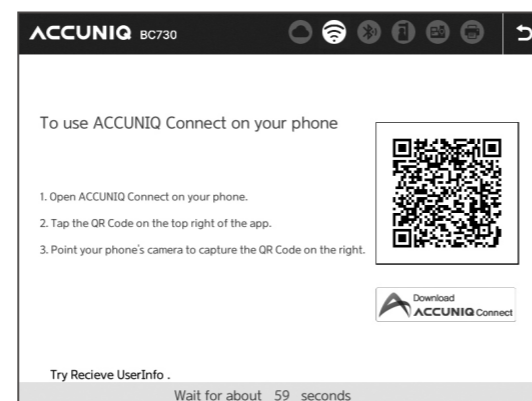 ACCUNIQ BC730
To use ACCUNIQ Connect on your phone
1. Open ACCUNIQ Connect on your phone.
2. Tap the QR Code on the top right of the app.
3. Point your phone's camera to capture the QR Code on the right.
Download
ACCUNIQ Connect
Try Recieve UserInfo .
Wait for about 59 seconds